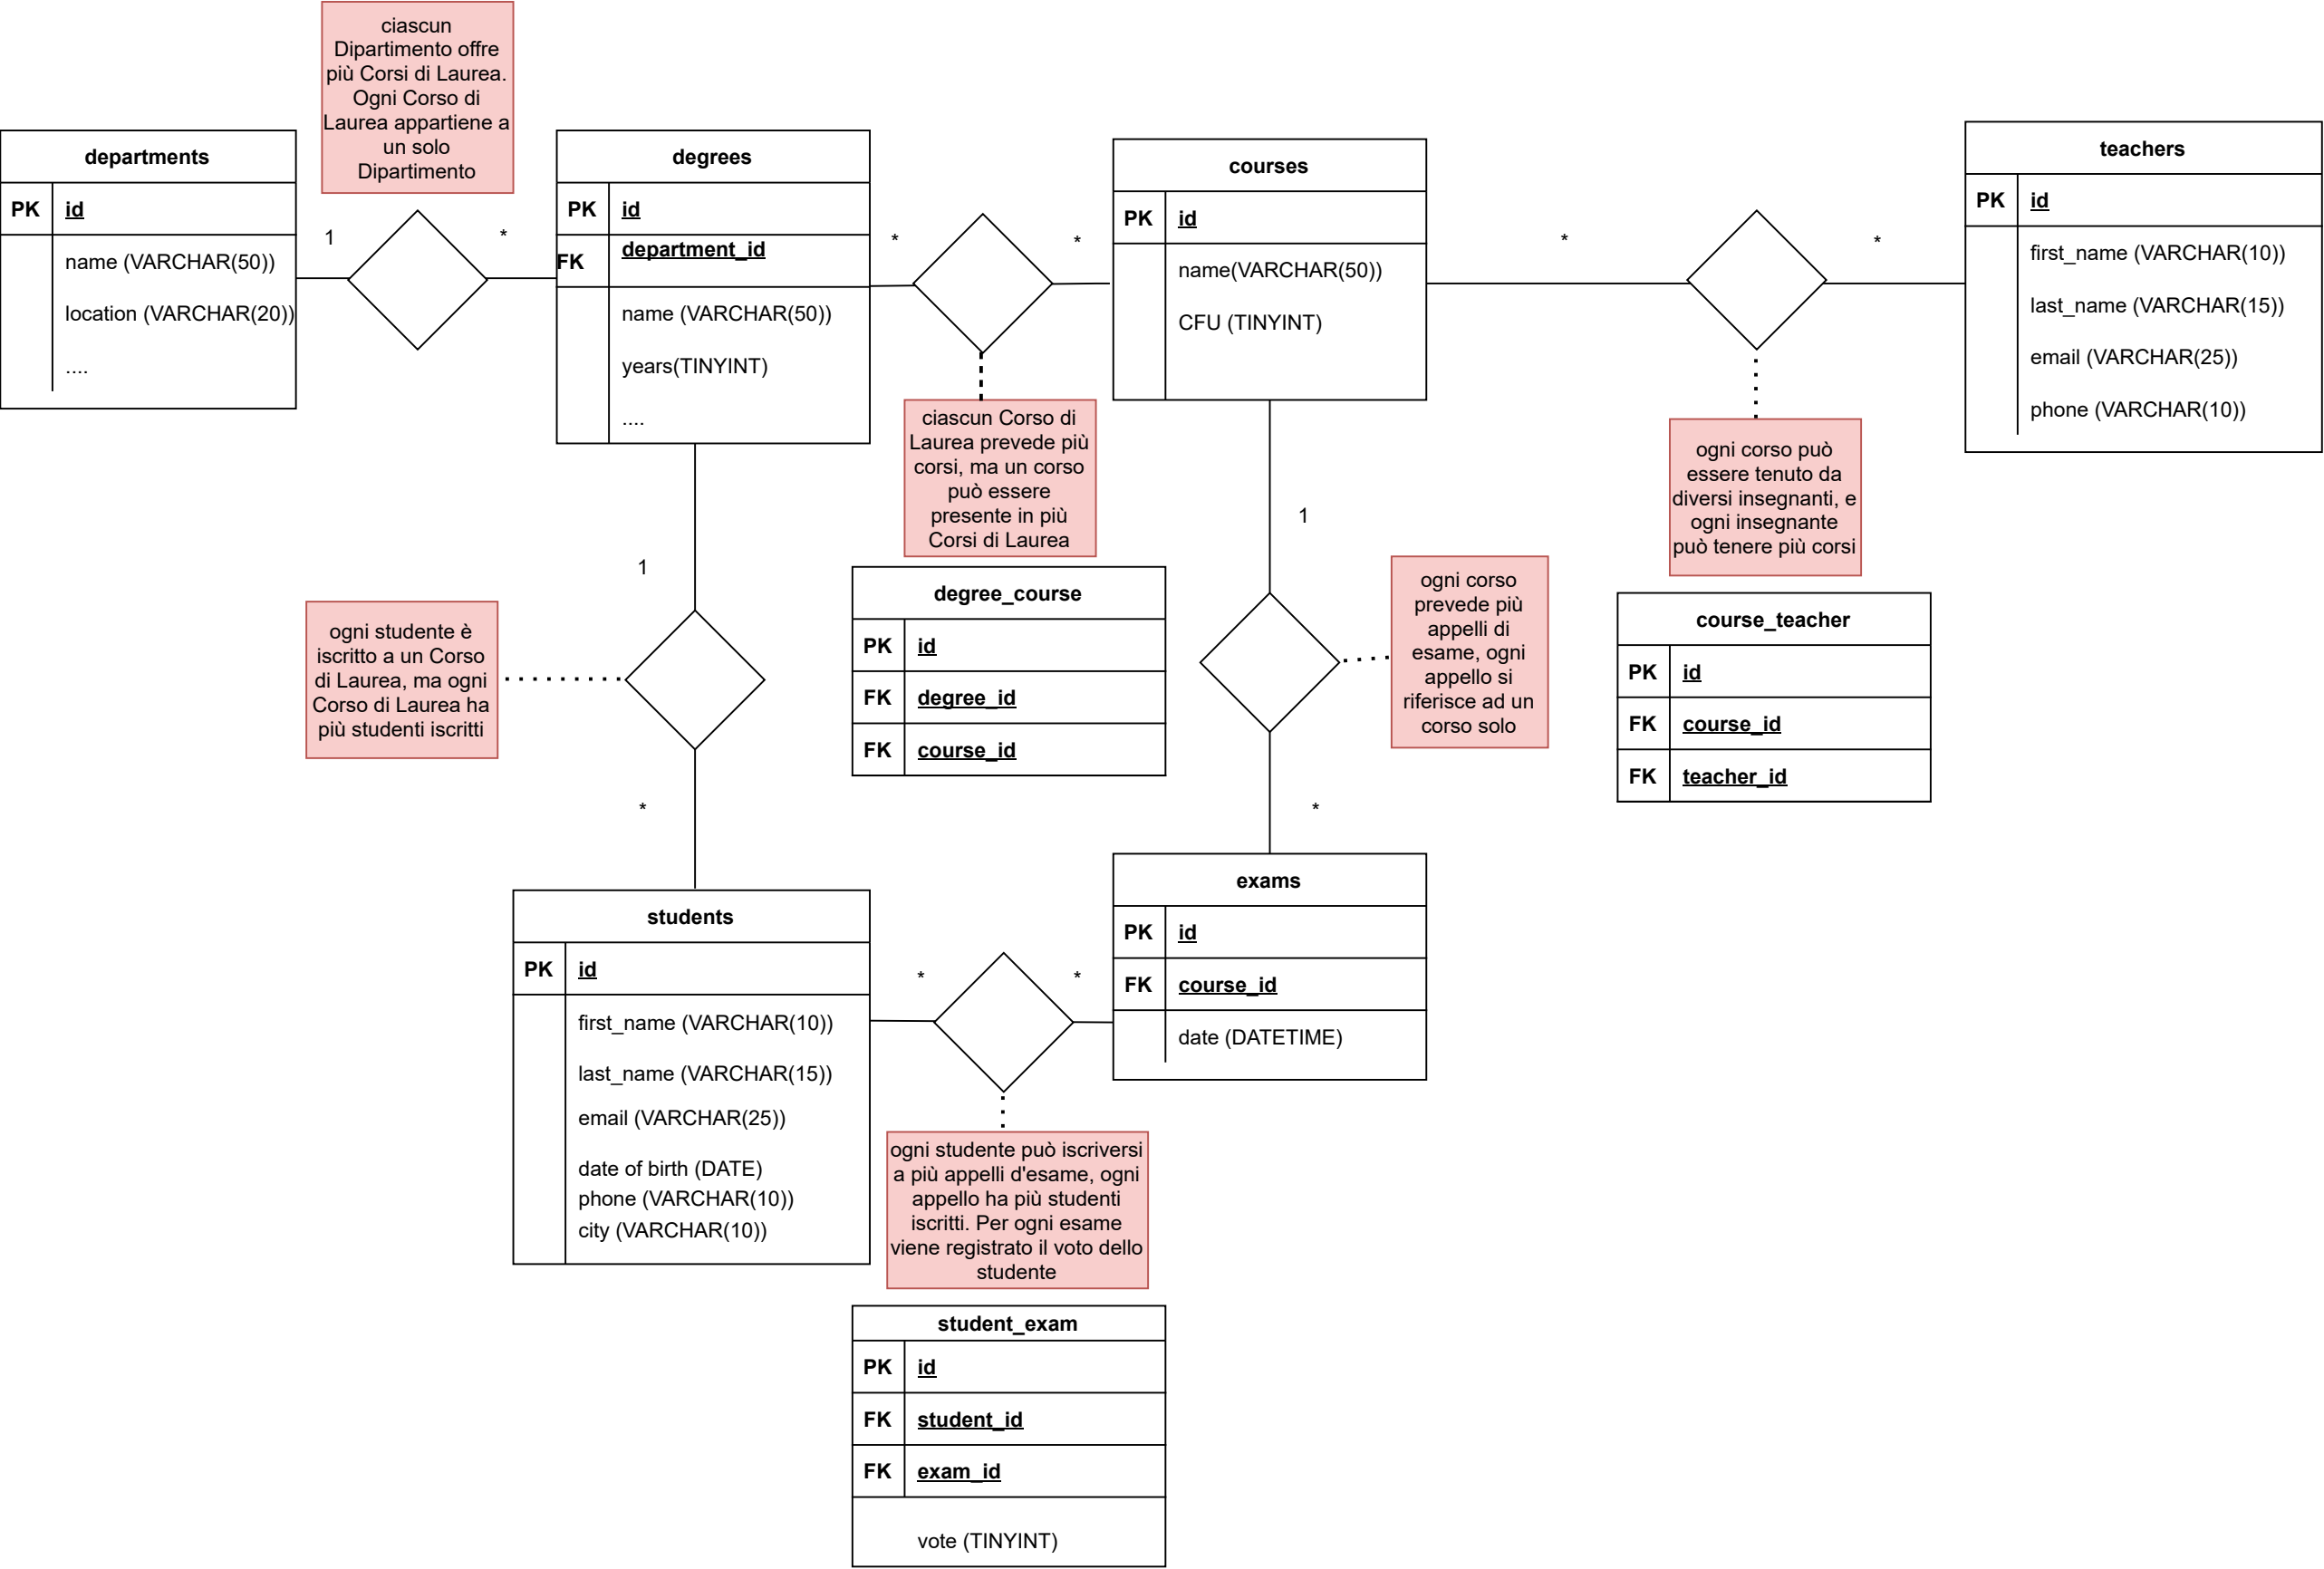 ciascun
Dipartimento offre
più Corsi di Laurea.
Ogni Corso di
Laurea appartiene a
un solo
Dipartimento
departments
PK id
name (VARCHAR(50))
location (VARCHAR(20))
....
1
*
degrees
PK id
FK department_id
name (VARCHAR(50))
years(TINYINT)
....
*
*
courses
PK id
name(VARCHAR(50))
CFU (TINYINT)
*
*
teachers
PK id
first_name (VARCHAR(10))
last_name (VARCHAR(15))
email (VARCHAR(25))
phone (VARCHAR(10))
ciascun Corso di
Laurea prevede più
corsi, ma un corso
può essere
presente in più
Corsi di Laurea
ogni corso può
essere tenuto da
diversi insegnanti, e
ogni insegnante
può tenere più corsi
1
1
ogni studente è
iscritto a un Corso
di Laurea, ma ogni
Corso di Laurea ha
più studenti iscritti
degree_course
PK id
FK degree_id
FK course_id
ogni corso
prevede più
appelli di
esame, ogni
appello si
riferisce ad un
corso solo
course_teacher
PK id
FK course_id
FK teacher_id
*
*
students
PK id
first_name (VARCHAR(10))
last_name (VARCHAR(15))
email (VARCHAR(25))
date of birth (DATE)
phone (VARCHAR(10))
city (VARCHAR(10))
*
*
exams
PK id
FK course_id
date (DATETIME)
ogni studente può iscriversi
a più appelli d'esame, ogni
appello ha più studenti
iscritti. Per ogni esame
viene registrato il voto dello
studente
student_exam
PK id
FK student_id
FK exam_id
vote (TINYINT)